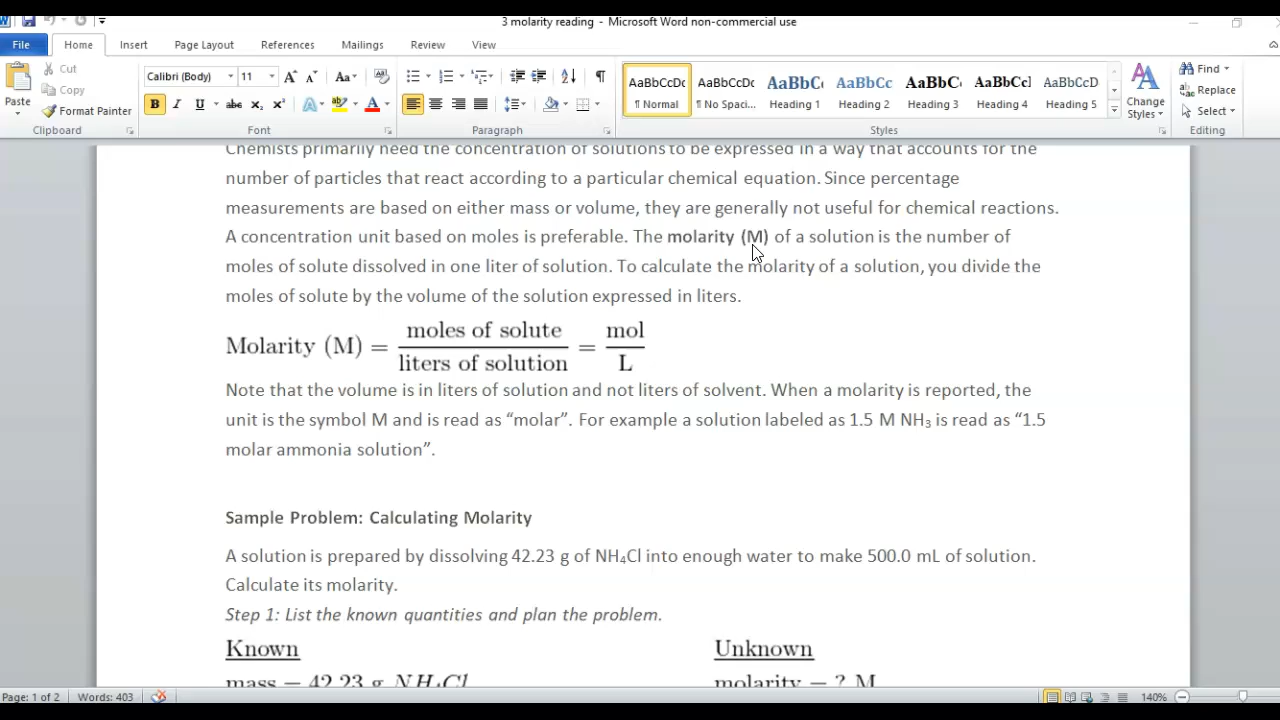 3 molarity reading - Microsoft Word non-commercial use
File Home Insert Page Layout References Mailings Review View
Paste
Cut
Copy
Format Painter
Clipboard
Calibri (Body) 11
Font
Paragraph
AaBbCcDc AaBbCcDc AaBbC( AaBbCc AaBbC( AaBbCcI AaBbCcD
¶ Normal ¶ No Spaci... Heading 1 Heading 2 Heading 3 Heading 4 Heading 5
Change Styles
Styles
Find
Replace
Select
Editing
Chemists primarily need the concentration of solutions to be expressed in a way that accounts for the
number of particles that react according to a particular chemical equation. Since percentage
measurements are based on either mass or volume, they are generally not useful for chemical reactions.
A concentration unit based on moles is preferable. The molarity (M) of a solution is the number of
moles of solute dissolved in one liter of solution. To calculate the molarity of a solution, you divide the
moles of solute by the volume of the solution expressed in liters.
Molarity (M) = moles of solute / liters of solution = mol / L
Note that the volume is in liters of solution and not liters of solvent. When a molarity is reported, the
unit is the symbol M and is read as “molar”. For example a solution labeled as 1.5 M NH₃ is read as “1.5
molar ammonia solution”.
Sample Problem: Calculating Molarity
A solution is prepared by dissolving 42.23 g of NH₄Cl into enough water to make 500.0 mL of solution.
Calculate its molarity.
Step 1: List the known quantities and plan the problem.
Known Unknown
mass = 42.23 g NH₄Cl molarity = ? M
Page: 1 of 2 Words: 403 140%